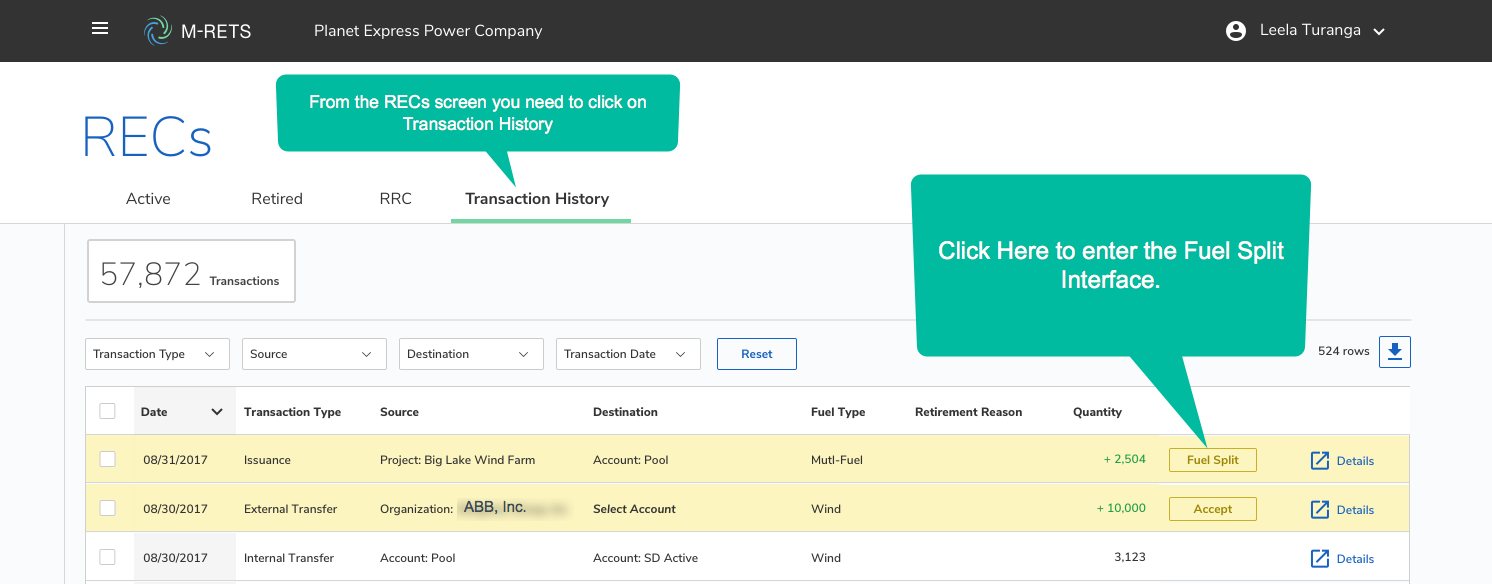 M-RETS
Planet Express Power Company
Leela Turanga
From the RECs screen you need to click on
Transaction History
RECs
Active
Retired
RRC
Transaction History
Click Here to enter the Fuel Split
Interface.
57,872 Transactions
Transaction Type
Source
Destination
Transaction Date
Reset
524 rows
Date Transaction Type Source Destination Fuel Type Retirement Reason Quantity
08/31/2017 Issuance Project: Big Lake Wind Farm Account: Pool Mutl-Fuel + 2,504 Fuel Split Details
08/30/2017 External Transfer Organization: ABB, Inc. Select Account Wind + 10,000 Accept Details
08/30/2017 Internal Transfer Account: Pool Account: SD Active Wind 3,123 Details